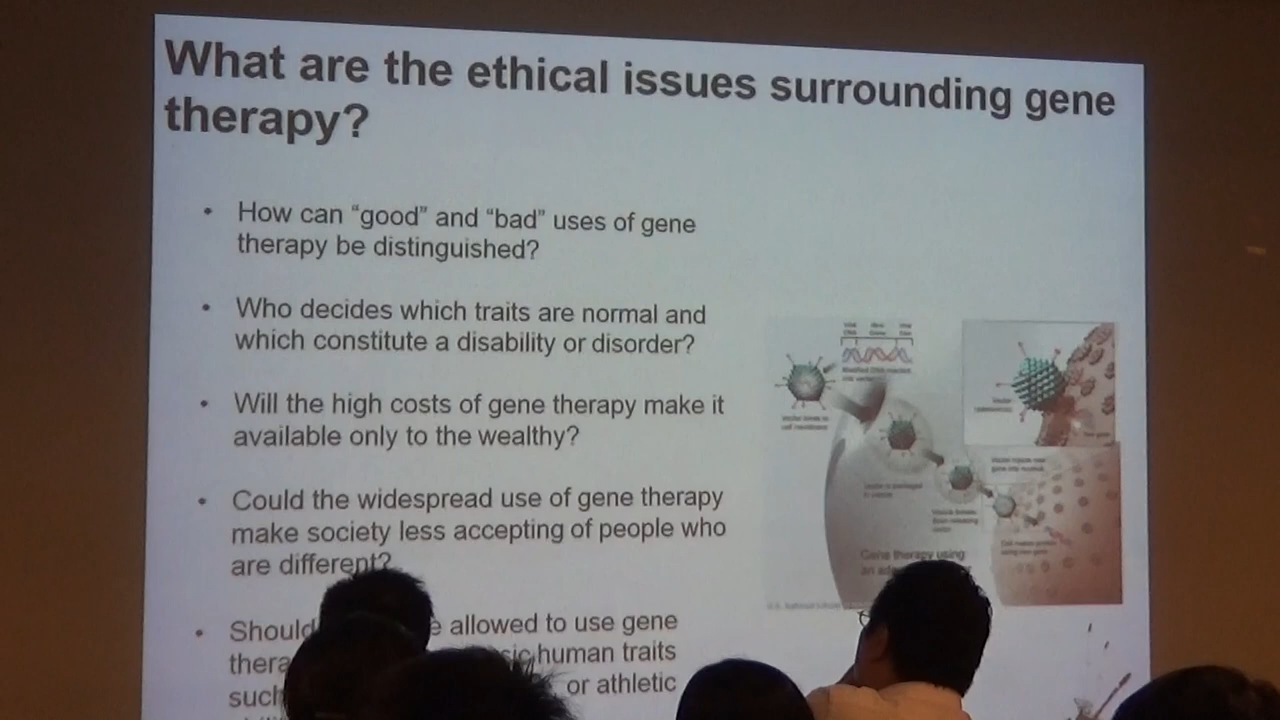 What are the ethical issues surrounding gene
therapy?
• How can “good” and “bad” uses of gene
therapy be distinguished?
• Who decides which traits are normal and
which constitute a disability or disorder?
• Will the high costs of gene therapy make it
available only to the wealthy?
• Could the widespread use of gene therapy
make society less accepting of people who
are different?
• Should allowed to use gene
human traits
such or athletic
Gene therapy using